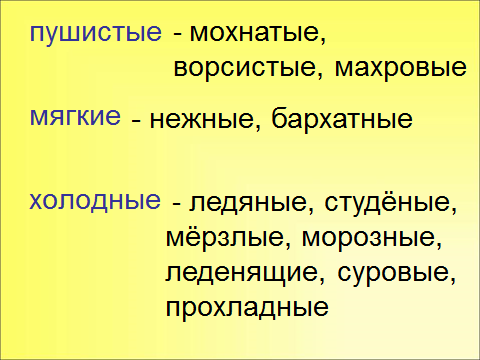 пушистые - мохнатые,
ворсистые, махровые
мягкие - нежные, бархатные
холодные - ледяные, студёные,
мёрзлые, морозные,
леденящие, суровые,
прохладные